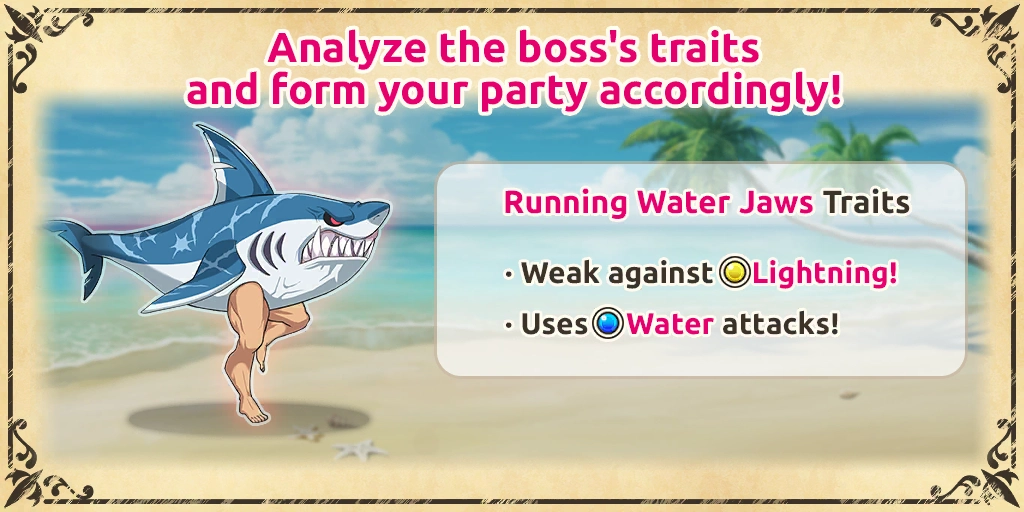 Analyze the boss's traits
and form your party accordingly!
Running Water Jaws Traits
· Weak against Lightning!
· Uses Water attacks!